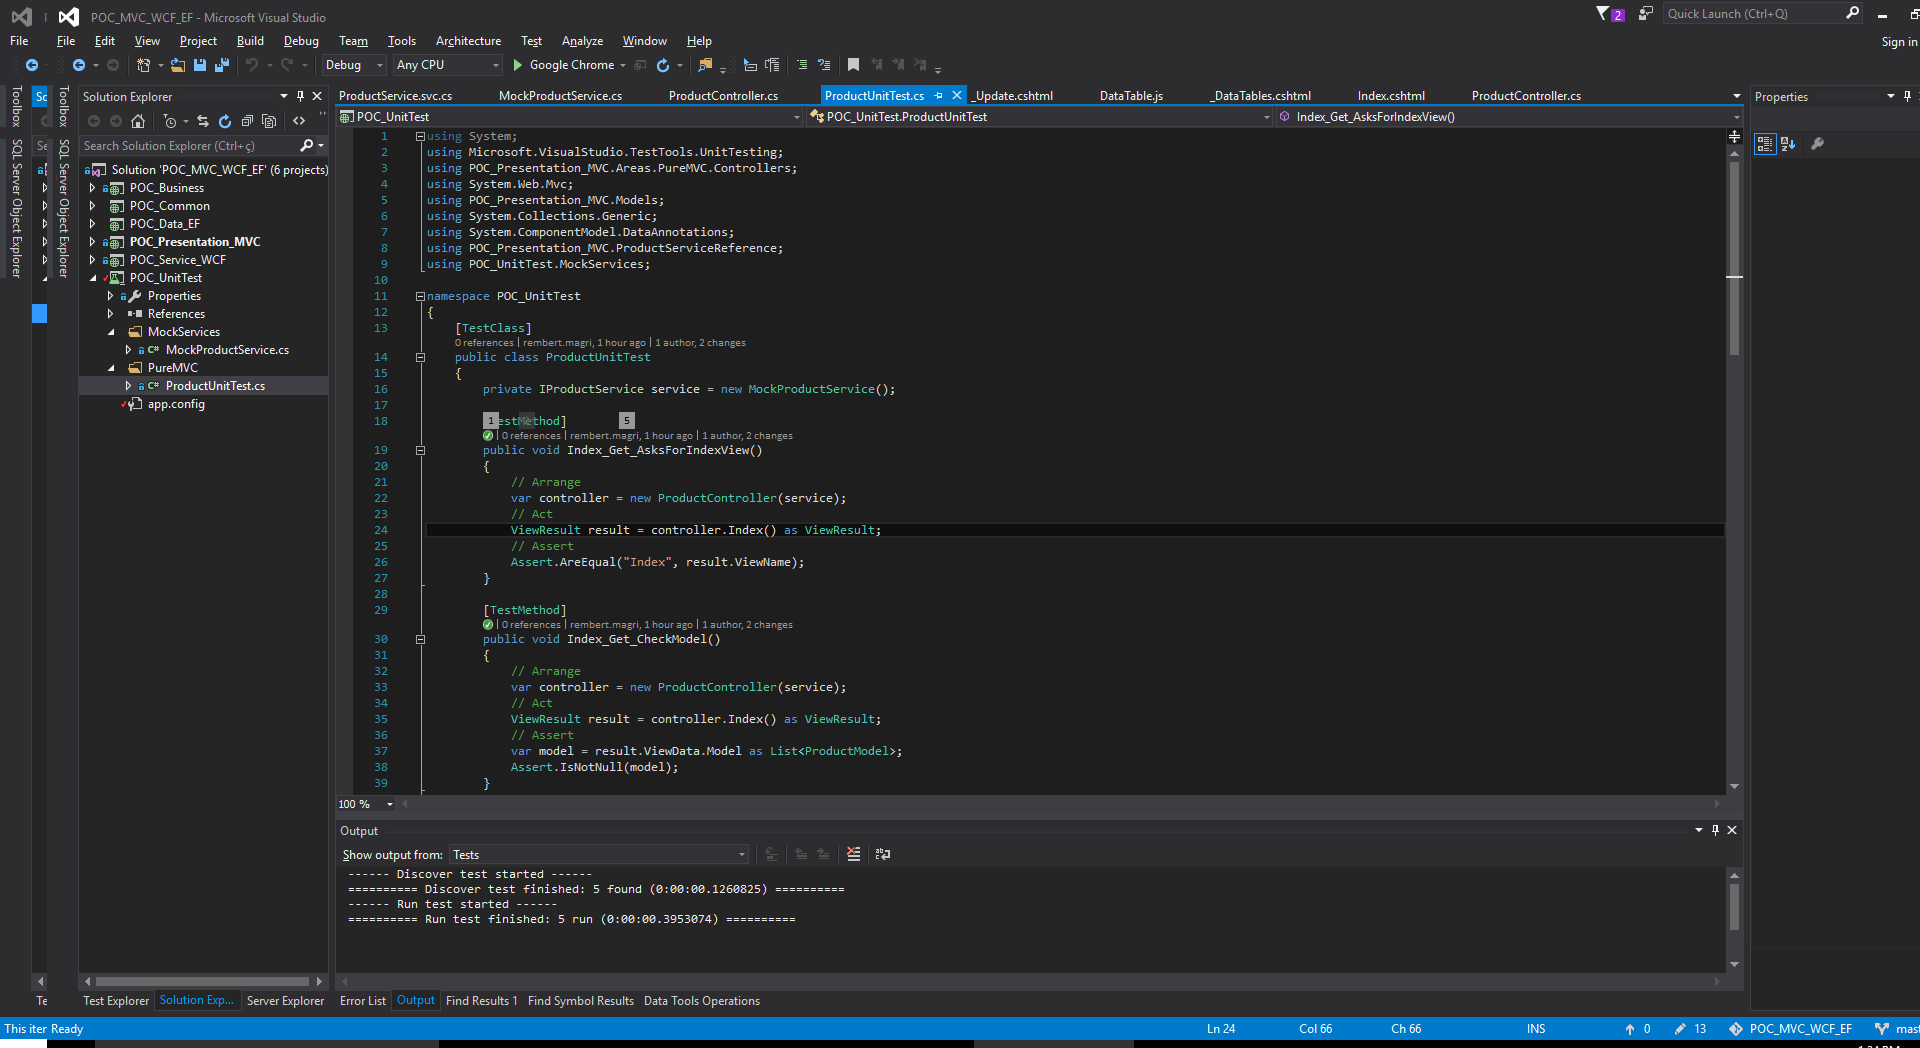 POC_MVC_WCF_EF - Microsoft Visual Studio
2
Quick Launch (Ctrl+Q)
File
File Edit View Project Build Debug Team Tools Architecture Test Analyze Window Help
Sign in
Debug Any CPU Google Chrome
Toolbox
SQL Server Object Explorer
Toolbox
SQL Server Object Explorer
Solution Explorer
Search Solution Explorer (Ctrl+ç)
Solution 'POC_MVC_WCF_EF' (6 projects)
POC_Business
POC_Common
POC_Data_EF
POC_Presentation_MVC
POC_Service_WCF
POC_UnitTest
Properties
References
MockServices
C# MockProductService.cs
PureMVC
C# ProductUnitTest.cs
app.config
Test Explorer Solution Exp... Server Explorer
ProductService.svc.cs MockProductService.cs ProductController.cs ProductUnitTest.cs _Update.cshtml DataTable.js _DataTables.cshtml Index.cshtml ProductController.cs
POC_UnitTest POC_UnitTest.ProductUnitTest Index_Get_AsksForIndexView()
1 using System;
2 using Microsoft.VisualStudio.TestTools.UnitTesting;
3 using POC_Presentation_MVC.Areas.PureMVC.Controllers;
4 using System.Web.Mvc;
5 using POC_Presentation_MVC.Models;
6 using System.Collections.Generic;
7 using System.ComponentModel.DataAnnotations;
8 using POC_Presentation_MVC.ProductServiceReference;
9 using POC_UnitTest.MockServices;
10
11 namespace POC_UnitTest
12 {
13 [TestClass]
0 references | rembert.magri, 1 hour ago | 1 author, 2 changes
14 public class ProductUnitTest
15 {
16 private IProductService service = new MockProductService();
17
18 1 estMethod] 5
0 references | rembert.magri, 1 hour ago | 1 author, 2 changes
19 public void Index_Get_AsksForIndexView()
20 {
21 // Arrange
22 var controller = new ProductController(service);
23 // Act
24 ViewResult result = controller.Index() as ViewResult;
25 // Assert
26 Assert.AreEqual("Index", result.ViewName);
27 }
28
29 [TestMethod]
0 references | rembert.magri, 1 hour ago | 1 author, 2 changes
30 public void Index_Get_CheckModel()
31 {
32 // Arrange
33 var controller = new ProductController(service);
34 // Act
35 ViewResult result = controller.Index() as ViewResult;
36 // Assert
37 var model = result.ViewData.Model as List<ProductModel>;
38 Assert.IsNotNull(model);
39 }
100 %
Output
Show output from: Tests
------ Discover test started ------
========== Discover test finished: 5 found (0:00:00.1260825) ==========
------ Run test started ------
========== Run test finished: 5 run (0:00:00.3953074) ==========
Error List Output Find Results 1 Find Symbol Results Data Tools Operations
Properties
This iter Ready
Ln 24 Col 66 Ch 66 INS 0 13 POC_MVC_WCF_EF mast